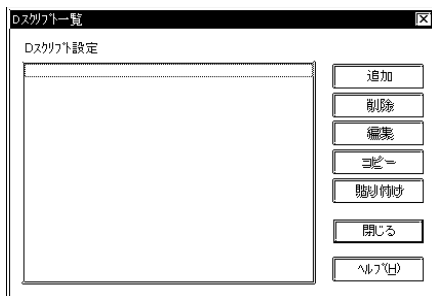 Dｽｸﾘﾌﾟﾄ一覧
Dｽｸﾘﾌﾟﾄ設定
追加
削除
編集
コピー
貼り付け
閉じる
ﾍﾙﾌﾟ(H)